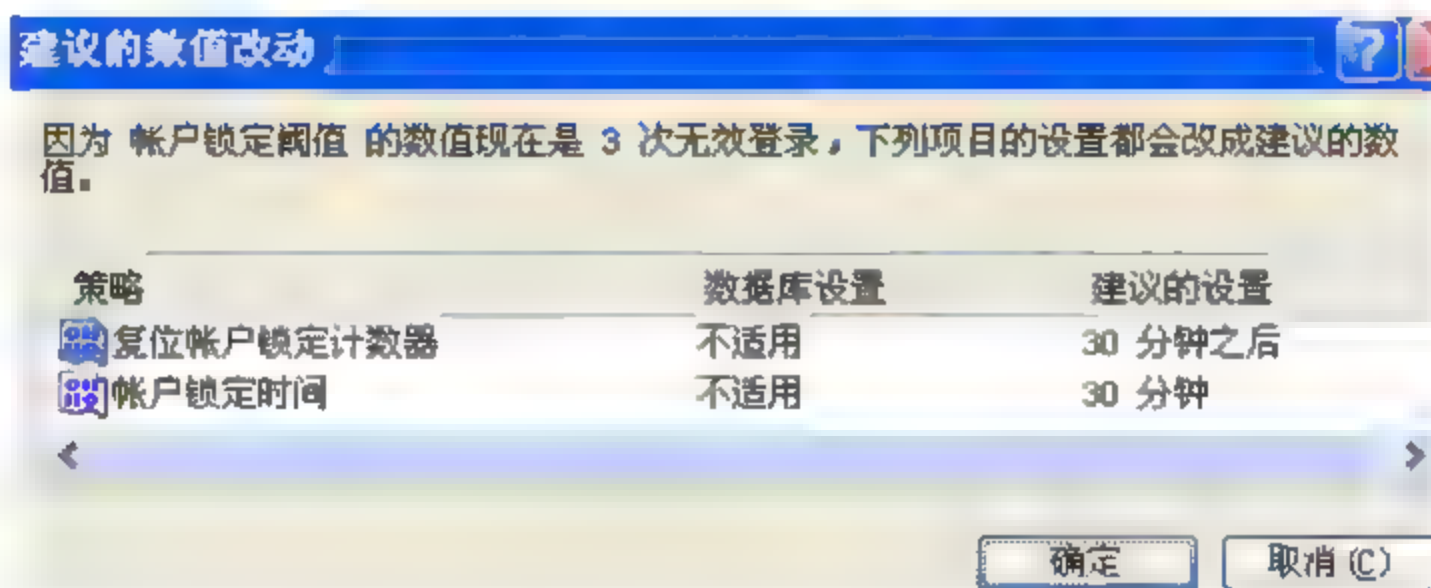 建议的数值改动
因为 帐户锁定阈值 的数值现在是 3 次无效登录，下列项目的设置都会改成建议的数
值。
策略 数据库设置 建议的设置
复位帐户锁定计数器 不适用 30 分钟之后
帐户锁定时间 不适用 30 分钟
确定 取消(C)